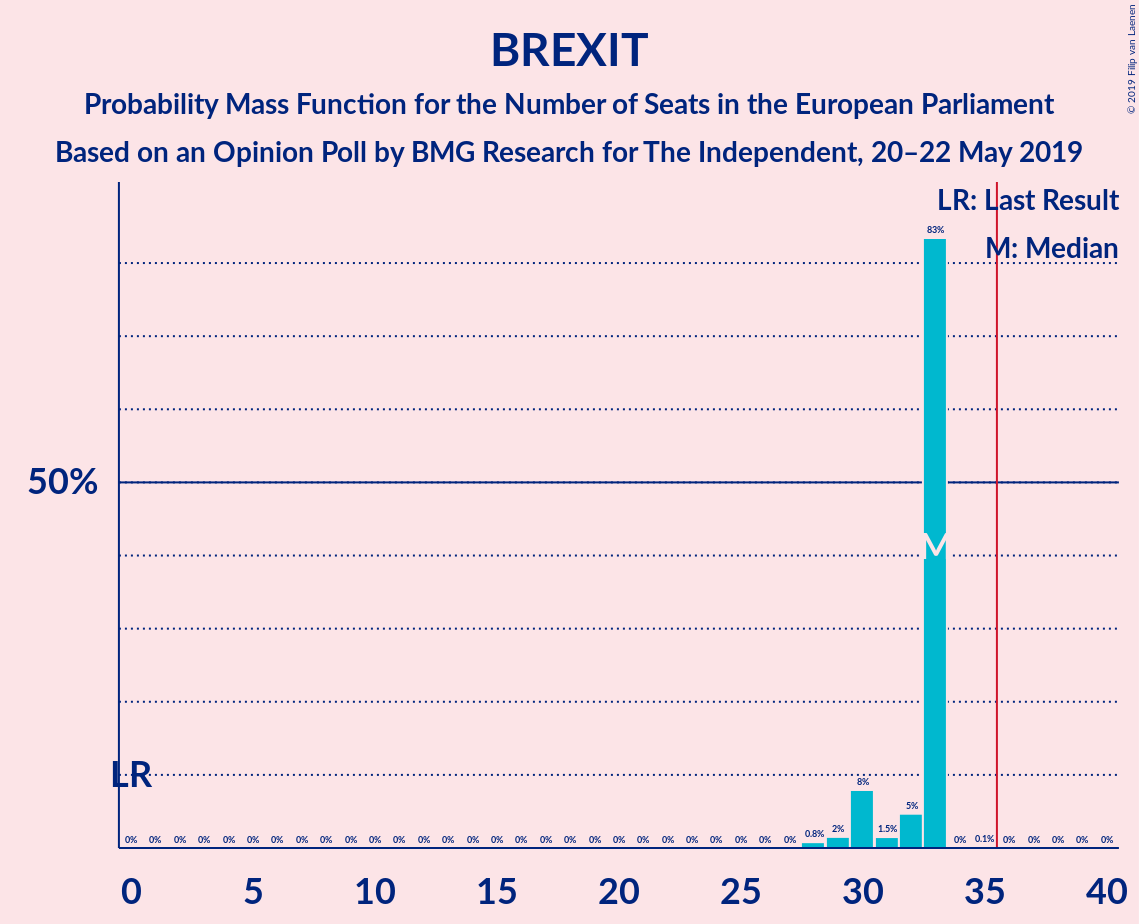 BREXIT
Probability Mass Function for the Number of Seats in the European Parliament
Based on an Opinion Poll by BMG Research for The Independent, 20–22 May 2019
© 2019 Filip van Laenen
LR: Last Result
M: Median
83%
50%
M
LR
0% 0% 0% 0% 0% 0% 0% 0% 0% 0% 0% 0% 0% 0% 0% 0% 0% 0% 0% 0% 0% 0% 0% 0% 0% 0% 0% 0% 0.8% 2% 8% 1.5% 5% 0% 0.1% 0% 0% 0% 0% 0%
0 5 10 15 20 25 30 35 40